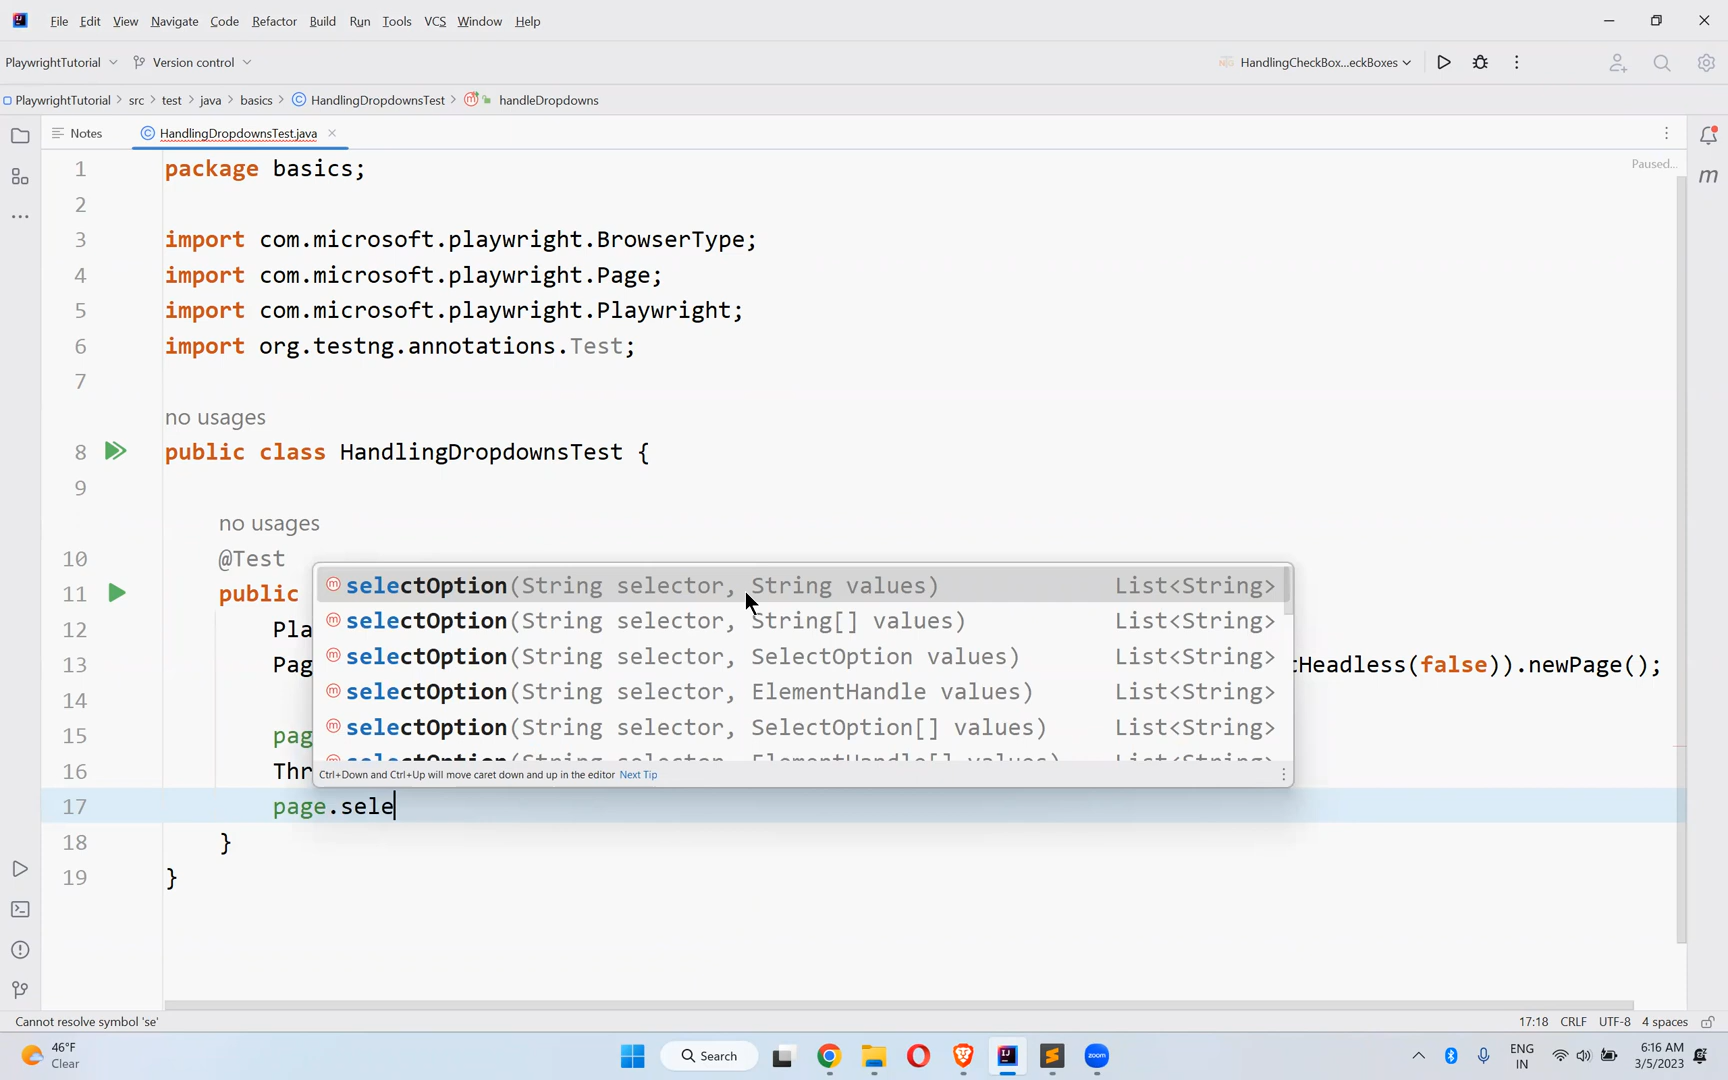 File Edit View Navigate Code Refactor Build Run Tools VCS Window Help
PlaywrightTutorial Version control HandlingCheckBox...eckBoxes
PlaywrightTutorial > src > test > java > basics > HandlingDropdownsTest > handleDropdowns
Notes HandlingDropdownsTest.java
Paused...
1 package basics;
2
3 import com.microsoft.playwright.BrowserType;
4 import com.microsoft.playwright.Page;
5 import com.microsoft.playwright.Playwright;
6 import org.testng.annotations.Test;
7
no usages
8 public class HandlingDropdownsTest {
9
no usages
10 @Test
11 public
selectOption(String selector, String values) List<String>
12 Pla
selectOption(String selector, String[] values) List<String>
13 Pag
selectOption(String selector, SelectOption values) List<String>
tHeadless(false)).newPage();
14
selectOption(String selector, ElementHandle values) List<String>
15 pag
selectOption(String selector, SelectOption[] values) List<String>
selectOption(String selector, ElementHandle[] values) List<String>
16 Thr
Ctrl+Down and Ctrl+Up will move caret down and up in the editor Next Tip
17 page.sele
18 }
19 }
Cannot resolve symbol 'se' 17:18 CRLF UTF-8 4 spaces
46°F
Clear
Search
zoom
ENG
IN
6:16 AM
3/5/2023